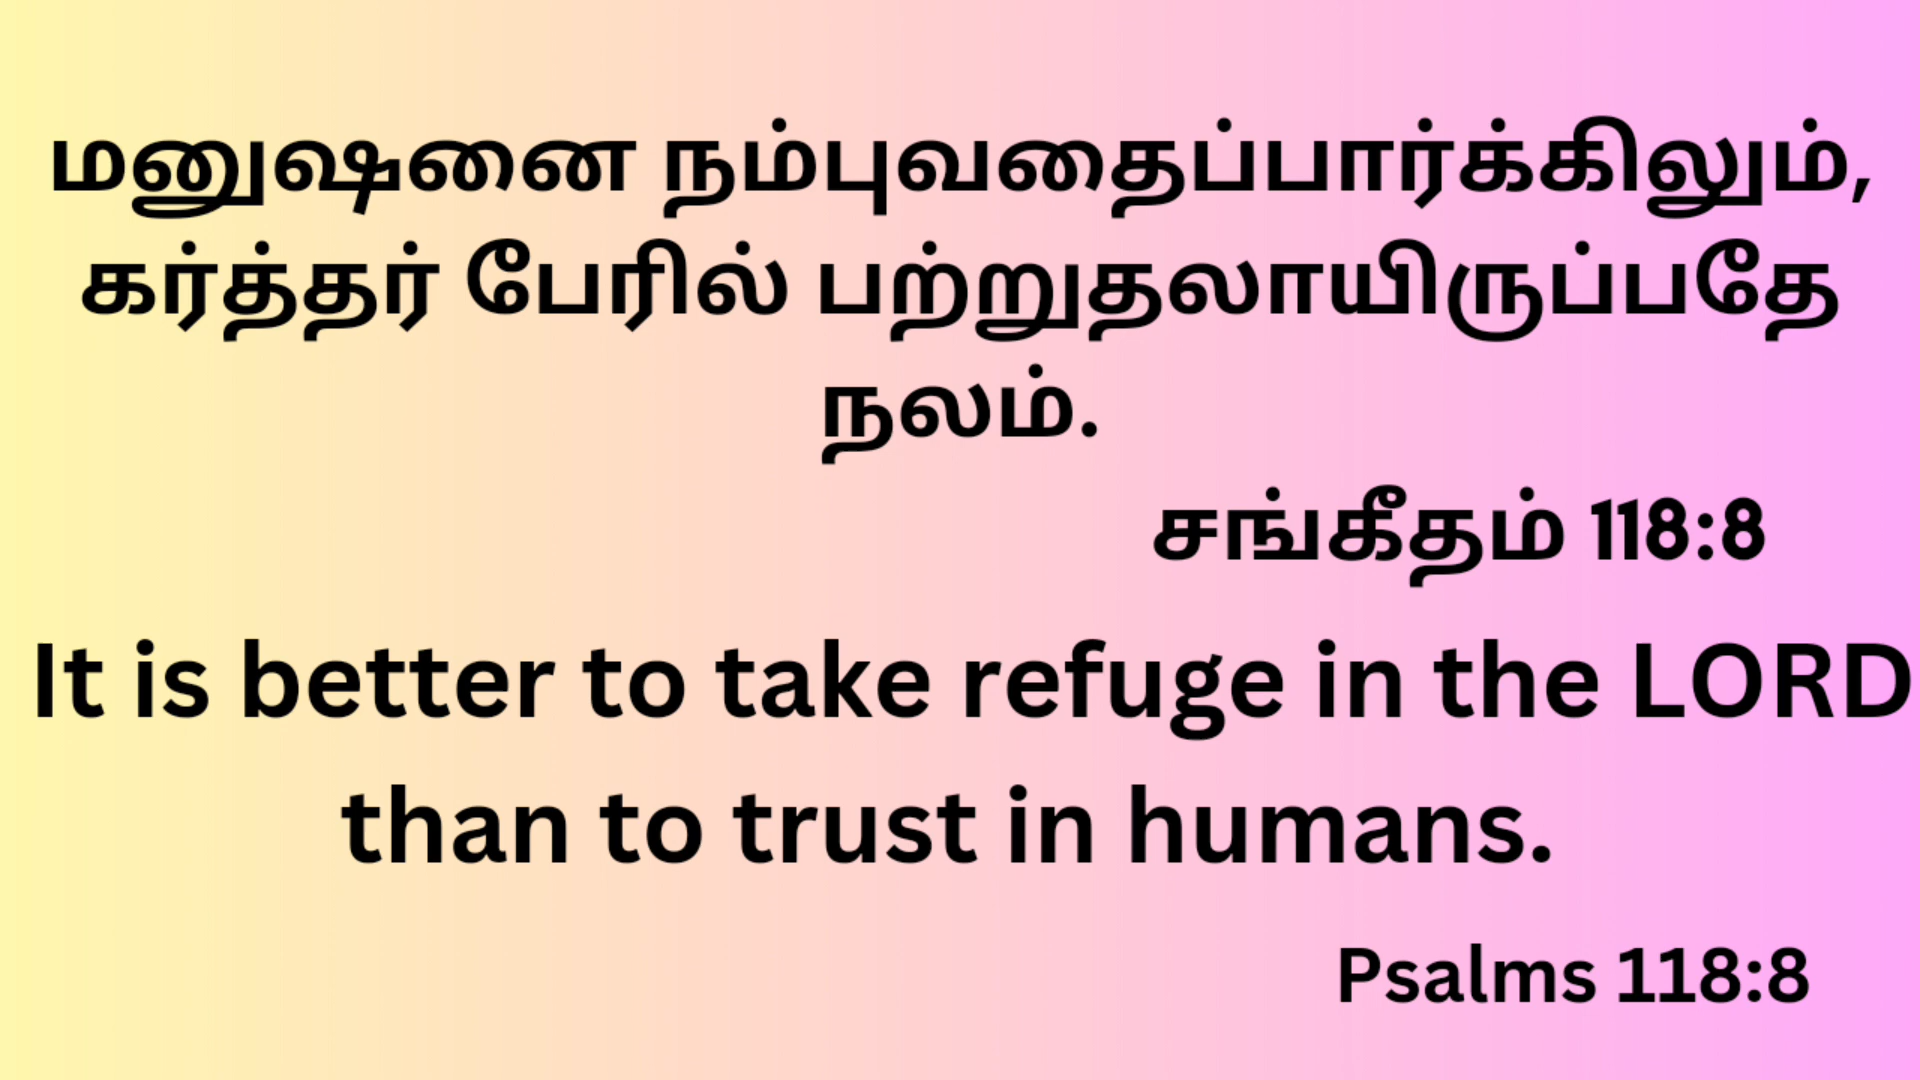 மனுஷனை நம்புவதைப்பார்க்கிலும்,
கர்த்தர் பேரில் பற்றுதலாயிருப்பதே
நலம்.
சங்கீதம் 118:8
It is better to take refuge in the LORD
than to trust in humans.
Psalms 118:8